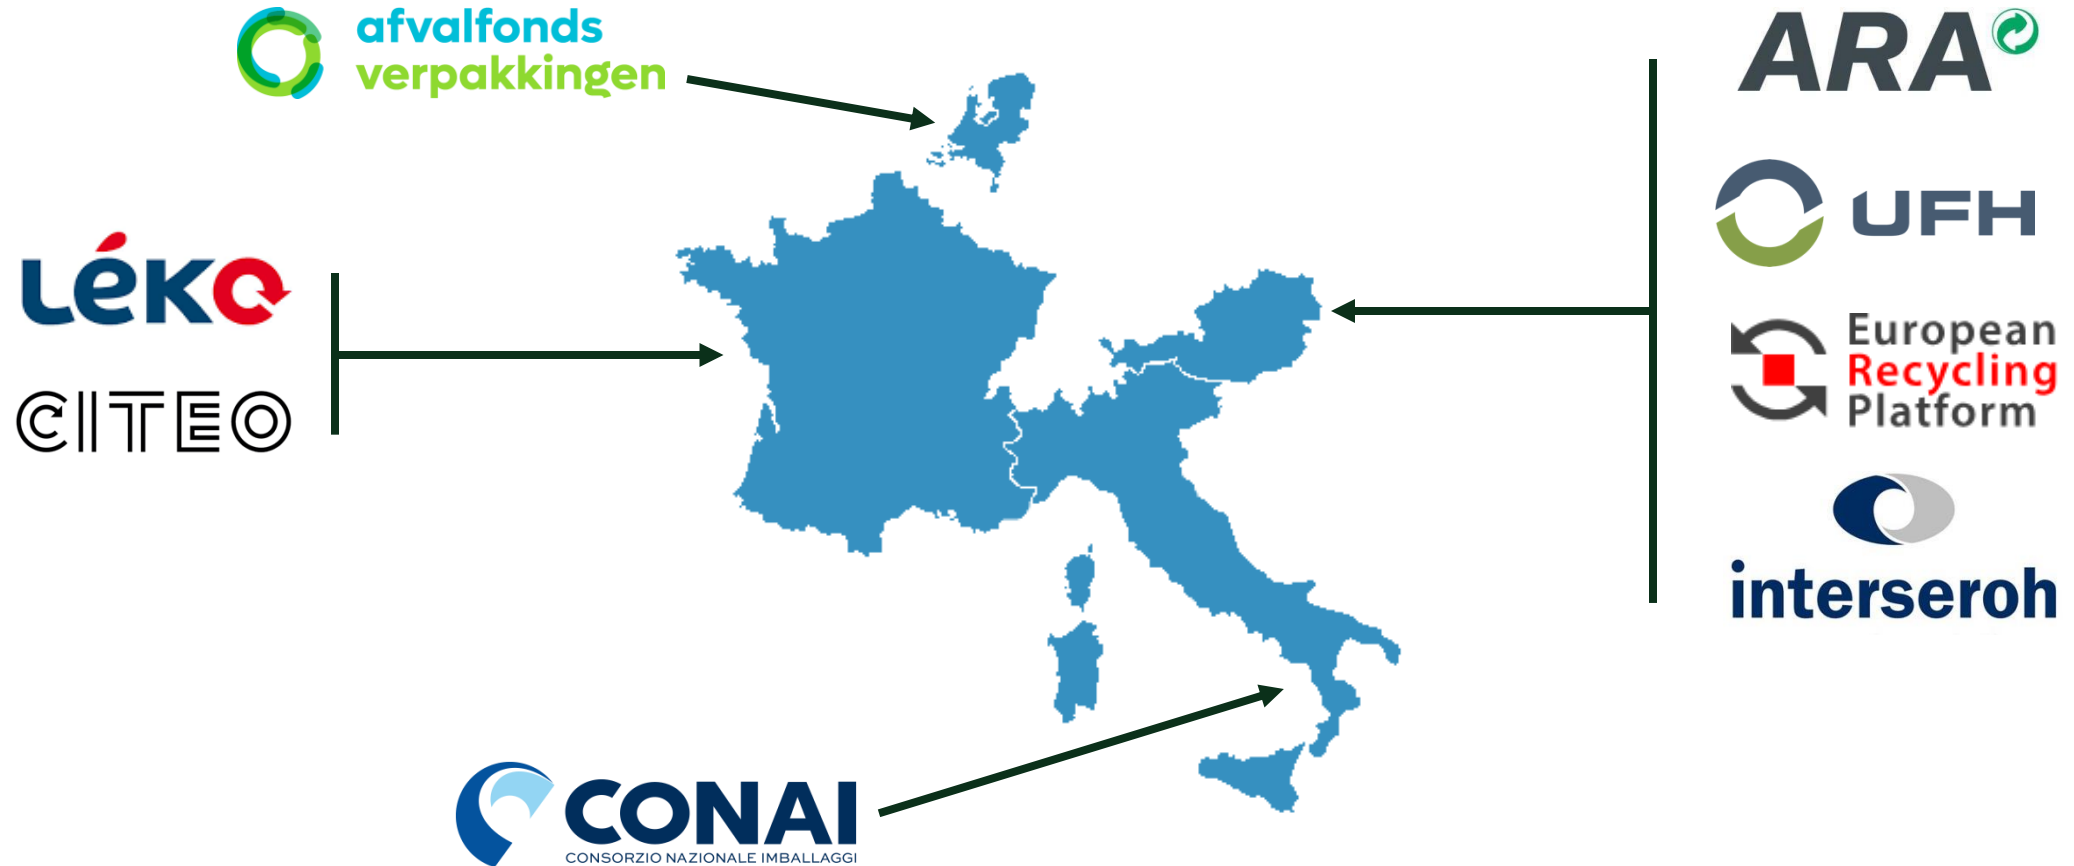 afvalfonds
verpakkingen
LéKO
CITEO
CONAI
CONSORZIO NAZIONALE IMBALLAGGI
ARA
UFH
European
Recycling
Platform
interseroh